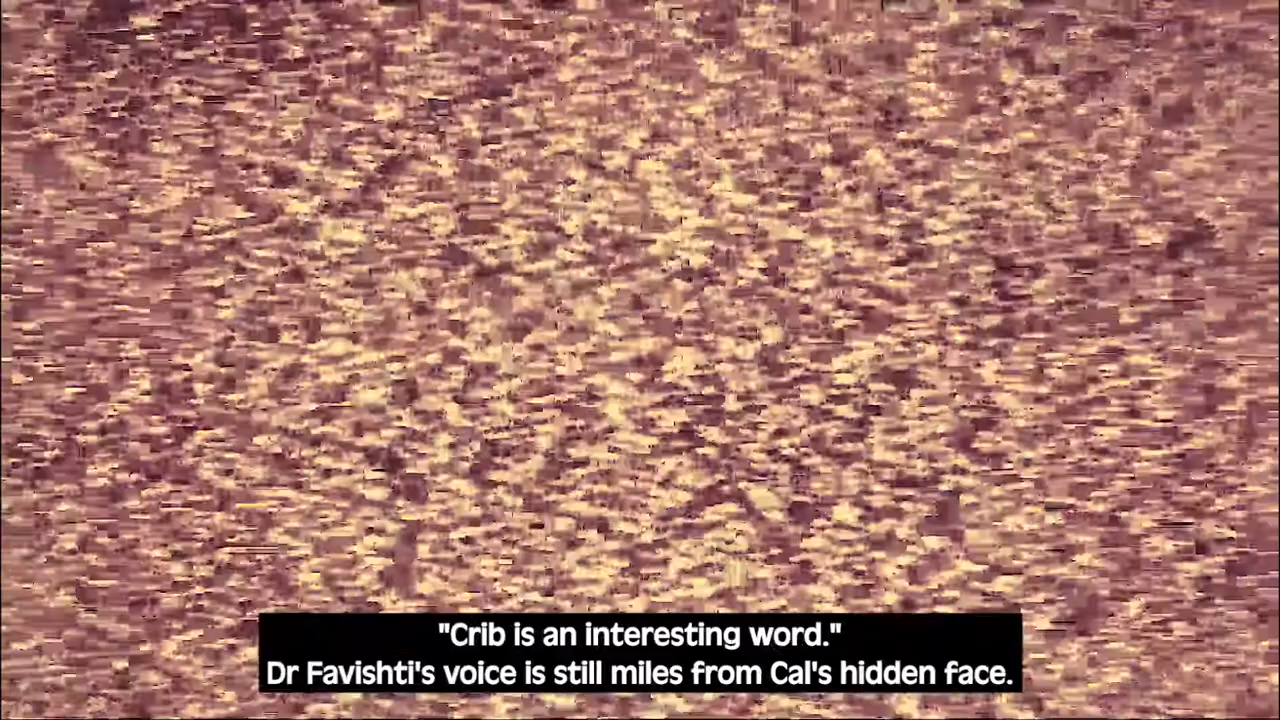 "Crib is an interesting word."
Dr Favishti's voice is still miles from Cal's hidden face.